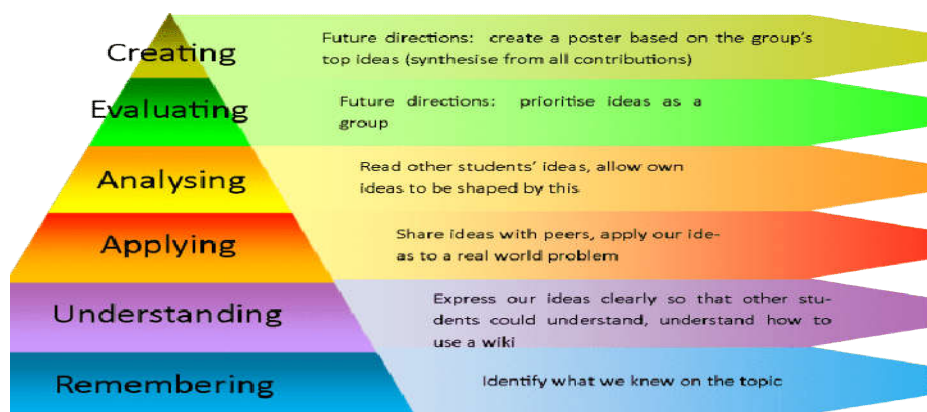 Creating
Future directions: create a poster based on the group's
top ideas (synthesise from all contributions)
Evaluating
Future directions: prioritise ideas as a
group
Analysing
Read other students' ideas, allow own
ideas to be shaped by this
Applying
Share ideas with peers, apply our ide-
as to a real world problem
Understanding
Express our ideas clearly so that other stu-
dents could understand, understand how to
use a wiki
Remembering
Identify what we knew on the topic